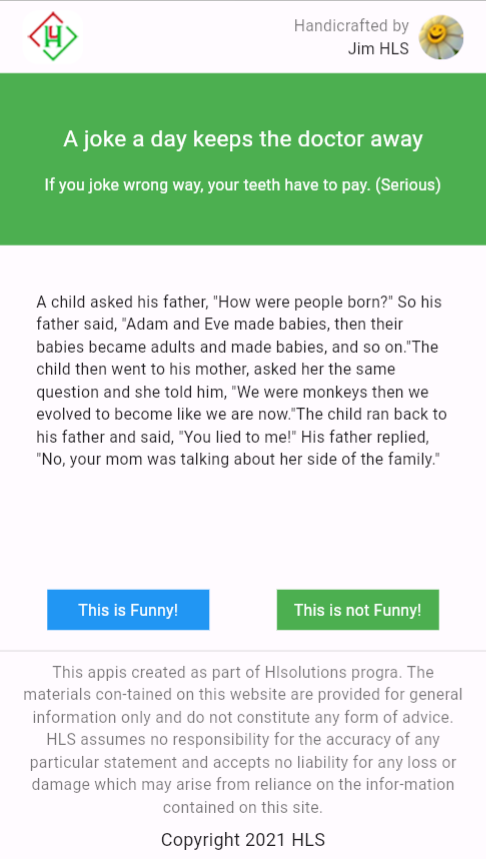 Handicrafted by
Jim HLS
A joke a day keeps the doctor away
If you joke wrong way, your teeth have to pay. (Serious)
A child asked his father, "How were people born?" So his
father said, "Adam and Eve made babies, then their
babies became adults and made babies, and so on."The
child then went to his mother, asked her the same
question and she told him, "We were monkeys then we
evolved to become like we are now."The child ran back to
his father and said, "You lied to me!" His father replied,
"No, your mom was talking about her side of the family."
This is Funny!
This is not Funny!
This appis created as part of Hlsolutions progra. The
materials con-tained on this website are provided for general
information only and do not constitute any form of advice.
HLS assumes no responsibility for the accuracy of any
particular statement and accepts no liability for any loss or
damage which may arise from reliance on the infor-mation
contained on this site.
Copyright 2021 HLS